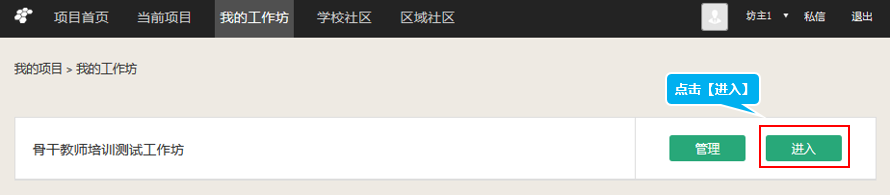 项目首页 当前项目 我的工作坊 学校社区 区域社区 坊主1 私信 退出
我的项目 > 我的工作坊
点击【进入】
骨干教师培训测试工作坊 管理 进入